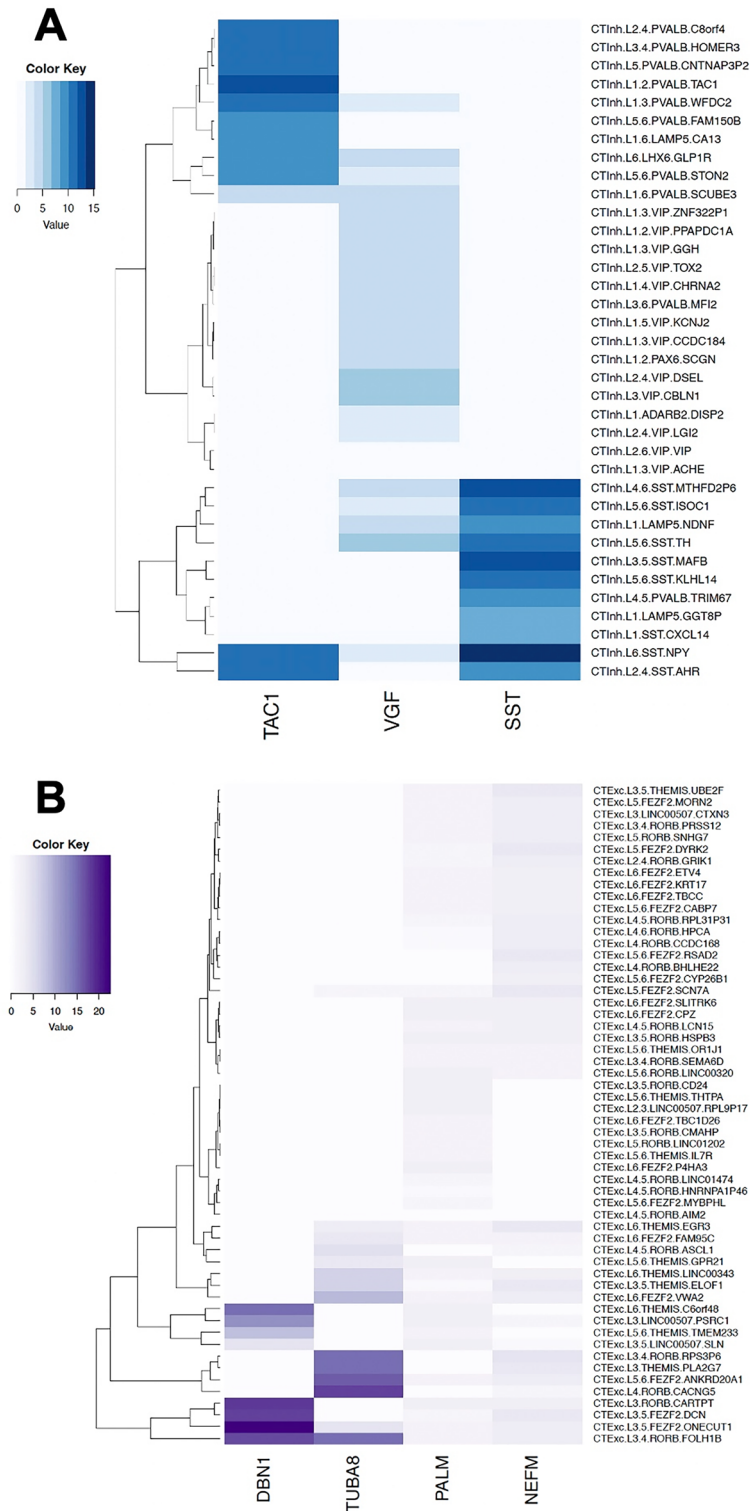 A
Color Key
0 5 10 15
Value
CTInh.L2.4.PVALB.C8orf4
CTInh.L3.4.PVALB.HOMER3
CTInh.L5.PVALB.CNTNAP3P2
CTInh.L1.2.PVALB.TAC1
CTInh.L1.3.PVALB.WFDC2
CTInh.L5.6.PVALB.FAM150B
CTInh.L1.6.LAMP5.CA13
CTInh.L6.LHX6.GLP1R
CTInh.L5.6.PVALB.STON2
CTInh.L1.6.PVALB.SCUBE3
CTInh.L1.3.VIP.ZNF322P1
CTInh.L1.2.VIP.PPAPDC1A
CTInh.L1.3.VIP.GGH
CTInh.L2.5.VIP.TOX2
CTInh.L1.4.VIP.CHRNA2
CTInh.L3.6.PVALB.MFI2
CTInh.L1.5.VIP.KCNJ2
CTInh.L1.3.VIP.CCDC184
CTInh.L1.2.PAX6.SCGN
CTInh.L2.4.VIP.DSEL
CTInh.L3.VIP.CBLN1
CTInh.L1.ADARB2.DISP2
CTInh.L2.4.VIP.LGI2
CTInh.L2.6.VIP.VIP
CTInh.L1.3.VIP.ACHE
CTInh.L4.6.SST.MTHFD2P6
CTInh.L5.6.SST.ISOC1
CTInh.L1.LAMP5.NDNF
CTInh.L5.6.SST.TH
CTInh.L3.5.SST.MAFB
CTInh.L5.6.SST.KLHL14
CTInh.L4.5.PVALB.TRIM67
CTInh.L1.LAMP5.GGT8P
CTInh.L1.SST.CXCL14
CTInh.L6.SST.NPY
CTInh.L2.4.SST.AHR
TAC1 VGF SST
B
Color Key
0 5 10 15 20
Value
CTExc.L3.5.THEMIS.UBE2F
CTExc.L5.FEZF2.MORN2
CTExc.L3.LINC00507.CTXN3
CTExc.L3.4.RORB.PRSS12
CTExc.L5.RORB.SNHG7
CTExc.L5.FEZF2.DYRK2
CTExc.L2.4.RORB.GRIK1
CTExc.L6.FEZF2.ETV4
CTExc.L6.FEZF2.KRT17
CTExc.L6.FEZF2.TBCC
CTExc.L5.6.FEZF2.CABP7
CTExc.L4.5.RORB.RPL31P31
CTExc.L4.6.RORB.HPCA
CTExc.L4.RORB.CCDC168
CTExc.L5.6.FEZF2.RSAD2
CTExc.L4.RORB.BHLHE22
CTExc.L5.6.FEZF2.CYP26B1
CTExc.L5.FEZF2.SCN7A
CTExc.L6.FEZF2.SLITRK6
CTExc.L6.FEZF2.CPZ
CTExc.L4.5.RORB.LCN15
CTExc.L3.5.RORB.HSPB3
CTExc.L5.6.THEMIS.OR1J1
CTExc.L3.4.RORB.SEMA6D
CTExc.L5.6.RORB.LINC00320
CTExc.L3.5.RORB.CD24
CTExc.L5.6.THEMIS.THTPA
CTExc.L2.3.LINC00507.RPL9P17
CTExc.L6.FEZF2.TBC1D26
CTExc.L3.5.RORB.CMAHP
CTExc.L5.RORB.LINC01202
CTExc.L5.6.THEMIS.IL7R
CTExc.L6.FEZF2.P4HA3
CTExc.L4.5.RORB.LINC01474
CTExc.L4.5.RORB.HNRNPA1P46
CTExc.L5.6.FEZF2.MYBPHL
CTExc.L4.5.RORB.AIM2
CTExc.L6.THEMIS.EGR3
CTExc.L6.FEZF2.FAM95C
CTExc.L4.5.RORB.ASCL1
CTExc.L5.6.THEMIS.GPR21
CTExc.L6.THEMIS.LINC00343
CTExc.L3.5.THEMIS.ELOF1
CTExc.L6.FEZF2.VWA2
CTExc.L6.THEMIS.C6orf48
CTExc.L3.LINC00507.PSRC1
CTExc.L5.6.THEMIS.TMEM233
CTExc.L3.5.LINC00507.SLN
CTExc.L3.4.RORB.RPS3P6
CTExc.L3.THEMIS.PLA2G7
CTExc.L5.6.FEZF2.ANKRD20A1
CTExc.L4.RORB.CACNG5
CTExc.L3.RORB.CARTPT
CTExc.L3.5.FEZF2.DCN
CTExc.L3.5.FEZF2.ONECUT1
CTExc.L3.4.RORB.FOLH1B
DBN1 TUBA8 PALM NEFM